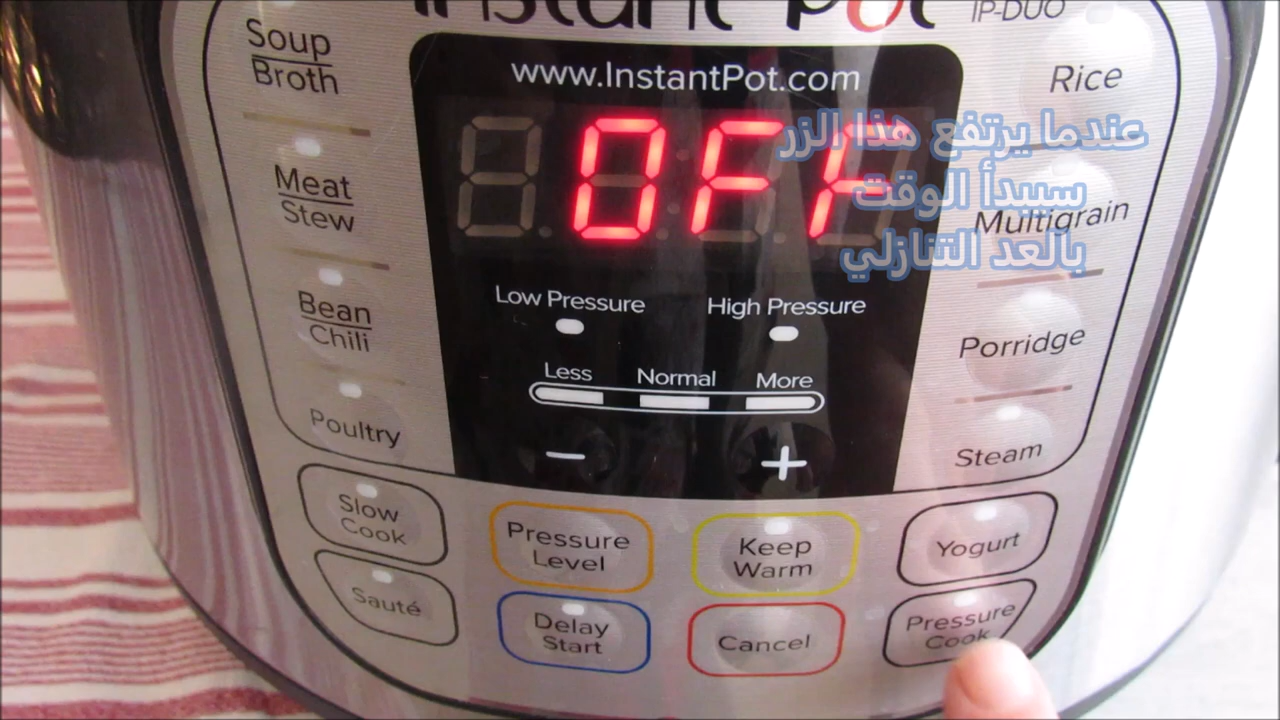 Instant Pot IP-DUO
www.InstantPot.com
OFF
عندما يرتفع هذا الزر
سيبدأ الوقت
بالعد التنازلي
Soup
Broth
Meat
Stew
Bean
Chili
Poultry
Rice
Multigrain
Porridge
Steam
Low Pressure High Pressure
Less Normal More
− +
Slow
Cook
Sauté
Pressure
Level
Delay
Start
Keep
Warm
Cancel
Yogurt
Pressure
Cook